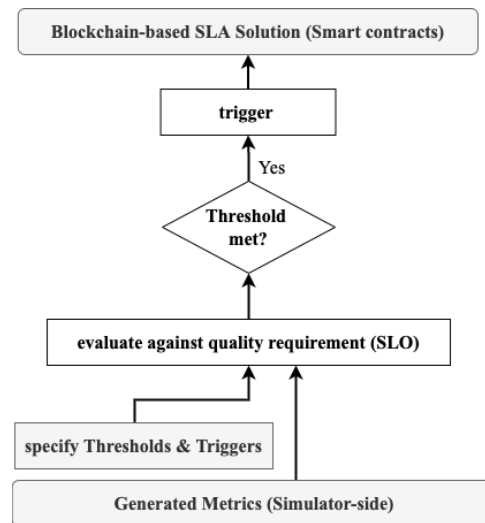 Blockchain-based SLA Solution (Smart contracts)
trigger
Yes
Threshold
met?
evaluate against quality requirement (SLO)
specify Thresholds & Triggers
Generated Metrics (Simulator-side)